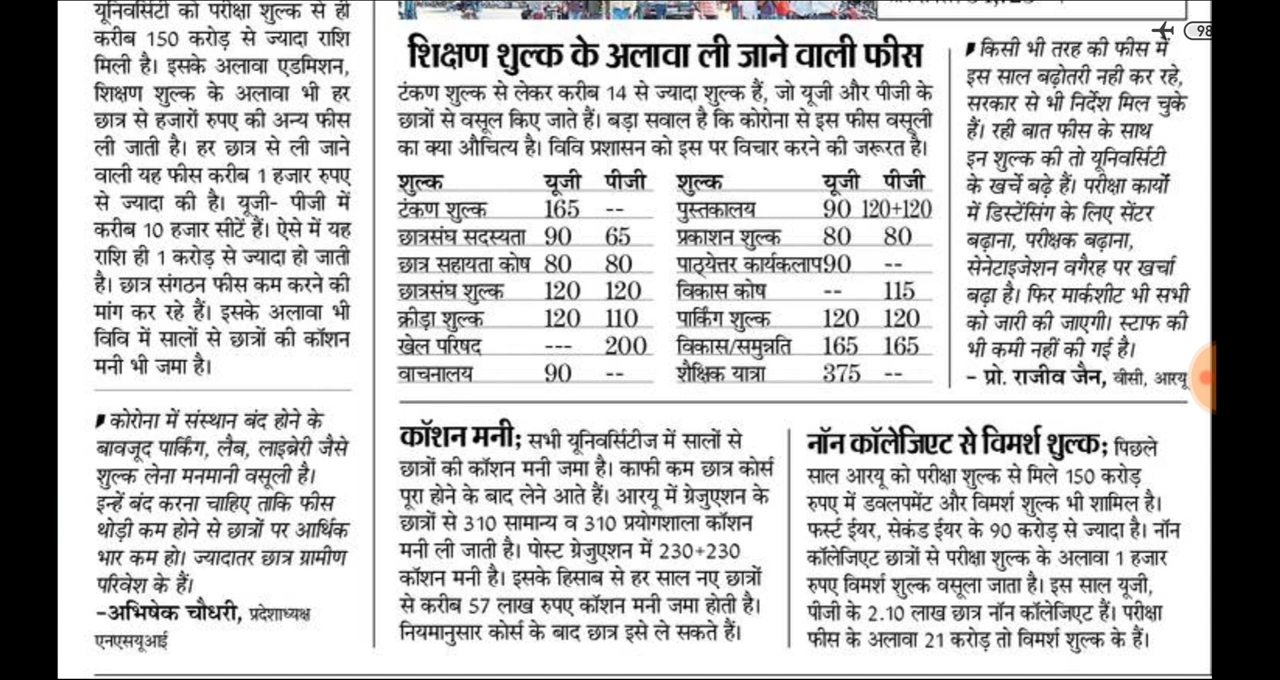 यूनिवर्सिटी को परीक्षा शुल्क से ही
करीब 150 करोड़ से ज्यादा राशि
मिली है। इसके अलावा एडमिशन,
शिक्षण शुल्क के अलावा भी हर
छात्र से हजारों रुपए की अन्य फीस
ली जाती है। हर छात्र से ली जाने
वाली यह फीस करीब 1 हजार रुपए
से ज्यादा की है। यूजी- पीजी में
करीब 10 हजार सीटें हैं। ऐसे में यह
राशि ही 1 करोड़ से ज्यादा हो जाती
है। छात्र संगठन फीस कम करने की
मांग कर रहे हैं। इसके अलावा भी
विवि में सालों से छात्रों की कॉशन
मनी भी जमा है।
कोरोना में संस्थान बंद होने के
बावजूद पार्किंग, लैब, लाइब्रेरी जैसे
शुल्क लेना मनमानी वसूली है।
इन्हें बंद करना चाहिए ताकि फीस
थोड़ी कम होने से छात्रों पर आर्थिक
भार कम हो। ज्यादातर छात्र ग्रामीण
परिवेश के हैं।
-अभिषेक चौधरी, प्रदेशाध्यक्ष
एनएसयूआई
शिक्षण शुल्क के अलावा ली जाने वाली फीस
टंकण शुल्क से लेकर करीब 14 से ज्यादा शुल्क हैं, जो यूजी और पीजी के
छात्रों से वसूल किए जाते हैं। बड़ा सवाल है कि कोरोना से इस फीस वसूली
का क्या औचित्य है। विवि प्रशासन को इस पर विचार करने की जरूरत है।
शुल्क यूजी पीजी
टंकण शुल्क 165 --
छात्रसंघ सदस्यता 90 65
छात्र सहायता कोष 80 80
छात्रसंघ शुल्क 120 120
क्रीड़ा शुल्क 120 110
खेल परिषद --- 200
वाचनालय 90 --
शुल्क यूजी पीजी
पुस्तकालय 90 120+120
प्रकाशन शुल्क 80 80
पाठ्येत्तर कार्यकलाप90 --
विकास कोष -- 115
पार्किंग शुल्क 120 120
विकास/समुन्नति 165 165
शैक्षिक यात्रा 375 --
किसी भी तरह की फीस में
इस साल बढ़ोतरी नही कर रहे,
सरकार से भी निर्देश मिल चुके
हैं। रही बात फीस के साथ
इन शुल्क की तो यूनिवर्सिटी
के खर्चे बढ़े हैं। परीक्षा कार्यो
में डिस्टेंसिंग के लिए सेंटर
बढ़ाना, परीक्षक बढ़ाना,
सेनेटाइजेशन वगैरह पर खर्चा
बढ़ा है। फिर मार्कशीट भी सभी
को जारी की जाएगी। स्टाफ की
भी कमी नहीं की गई है।
- प्रो. राजीव जैन, वीसी, आरयू
कॉशन मनी; सभी यूनिवर्सिटीज में सालों से
छात्रों की कॉशन मनी जमा है। काफी कम छात्र कोर्स
पूरा होने के बाद लेने आते हैं। आरयू में ग्रेजुएशन के
छात्रों से 310 सामान्य व 310 प्रयोगशाला कॉशन
मनी ली जाती है। पोस्ट ग्रेजुएशन में 230+230
कॉशन मनी है। इसके हिसाब से हर साल नए छात्रों
से करीब 57 लाख रुपए कॉशन मनी जमा होती है।
नियमानुसार कोर्स के बाद छात्र इसे ले सकते हैं।
नॉन कॉलेजिएट से विमर्श शुल्क; पिछले
साल आरयू को परीक्षा शुल्क से मिले 150 करोड़
रुपए में डवलपमेंट और विमर्श शुल्क भी शामिल है।
फर्स्ट ईयर, सेकंड ईयर के 90 करोड़ से ज्यादा है। नॉन
कॉलेजिएट छात्रों से परीक्षा शुल्क के अलावा 1 हजार
रुपए विमर्श शुल्क वसूला जाता है। इस साल यूजी,
पीजी के 2.10 लाख छात्र नॉन कॉलेजिएट हैं। परीक्षा
फीस के अलावा 21 करोड़ तो विमर्श शुल्क के हैं।